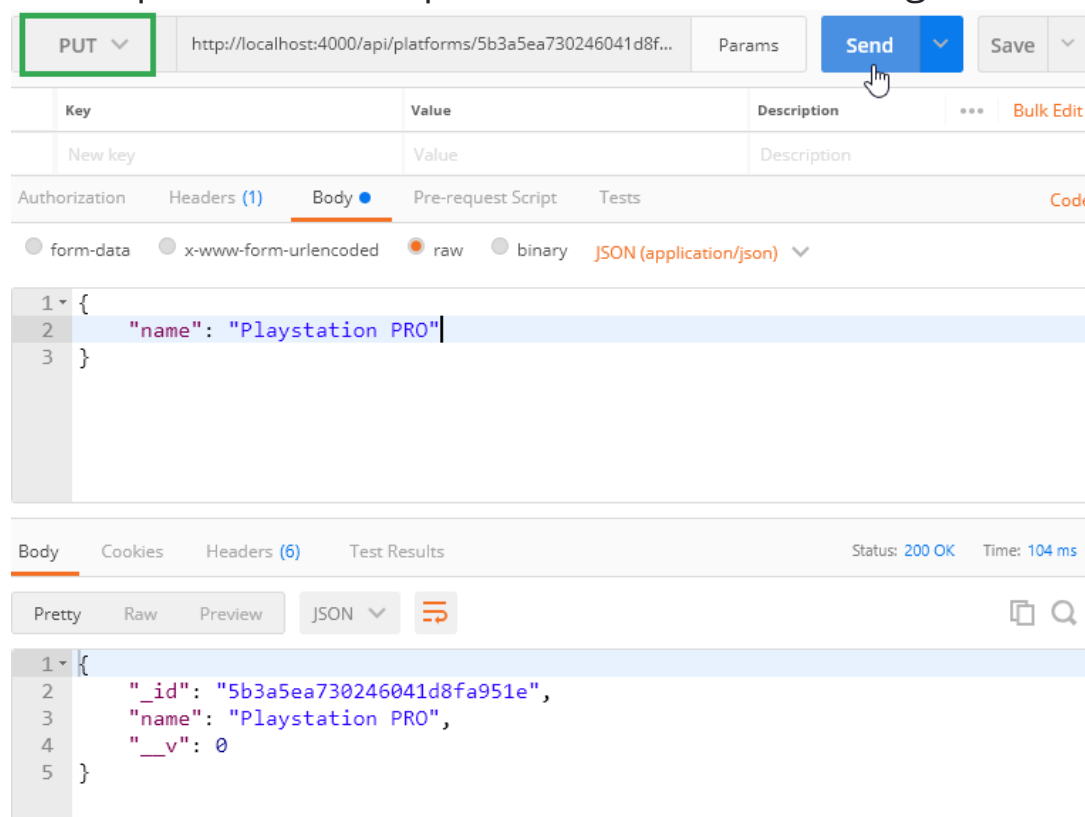 PUT http://localhost:4000/api/platforms/5b3a5ea730246041d8f... Params Send Save
Key Value Description ••• Bulk Edit
New key Value Description
Authorization Headers (1) Body Pre-request Script Tests Code
form-data x-www-form-urlencoded raw binary JSON (application/json)
1 {
2 "name": "Playstation PRO"
3 }
Body Cookies Headers (6) Test Results Status: 200 OK Time: 104 ms
Pretty Raw Preview JSON
1 {
2 "_id": "5b3a5ea730246041d8fa951e",
3 "name": "Playstation PRO",
4 "__v": 0
5 }